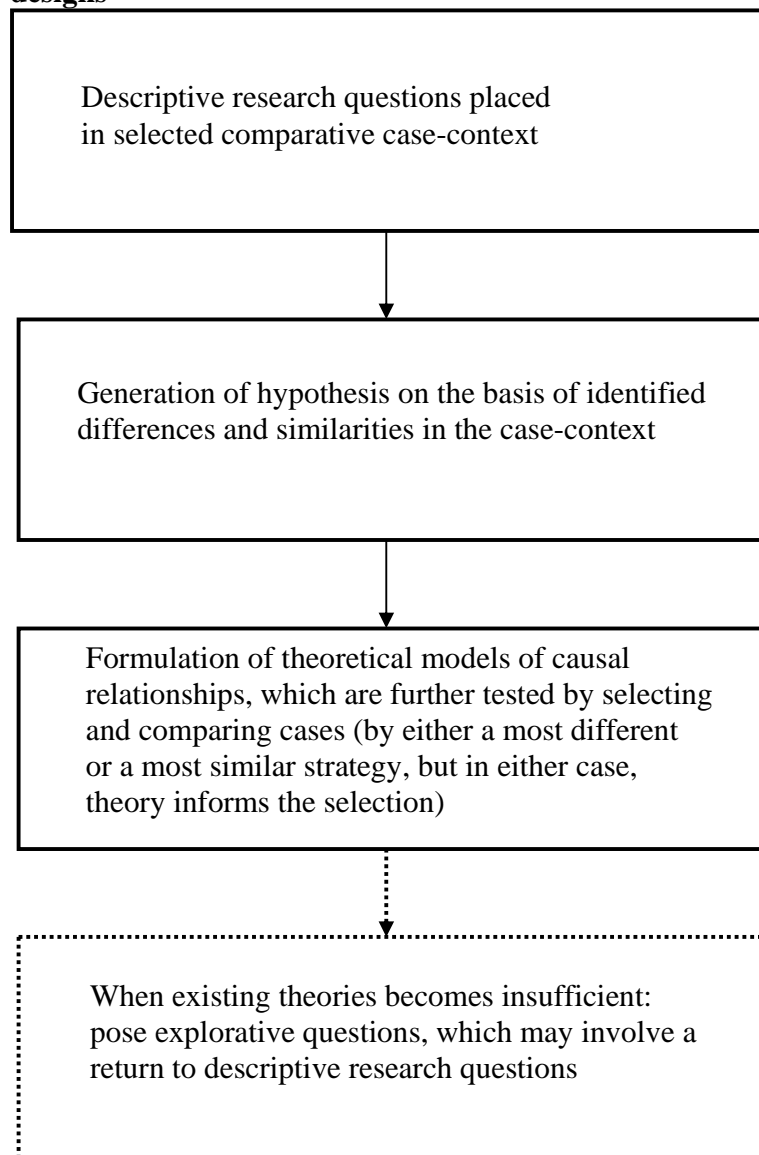 designs
Descriptive research questions placed
in selected comparative case-context
Generation of hypothesis on the basis of identified
differences and similarities in the case-context
Formulation of theoretical models of causal
relationships, which are further tested by selecting
and comparing cases (by either a most different
or a most similar strategy, but in either case,
theory informs the selection)
When existing theories becomes insufficient:
pose explorative questions, which may involve a
return to descriptive research questions